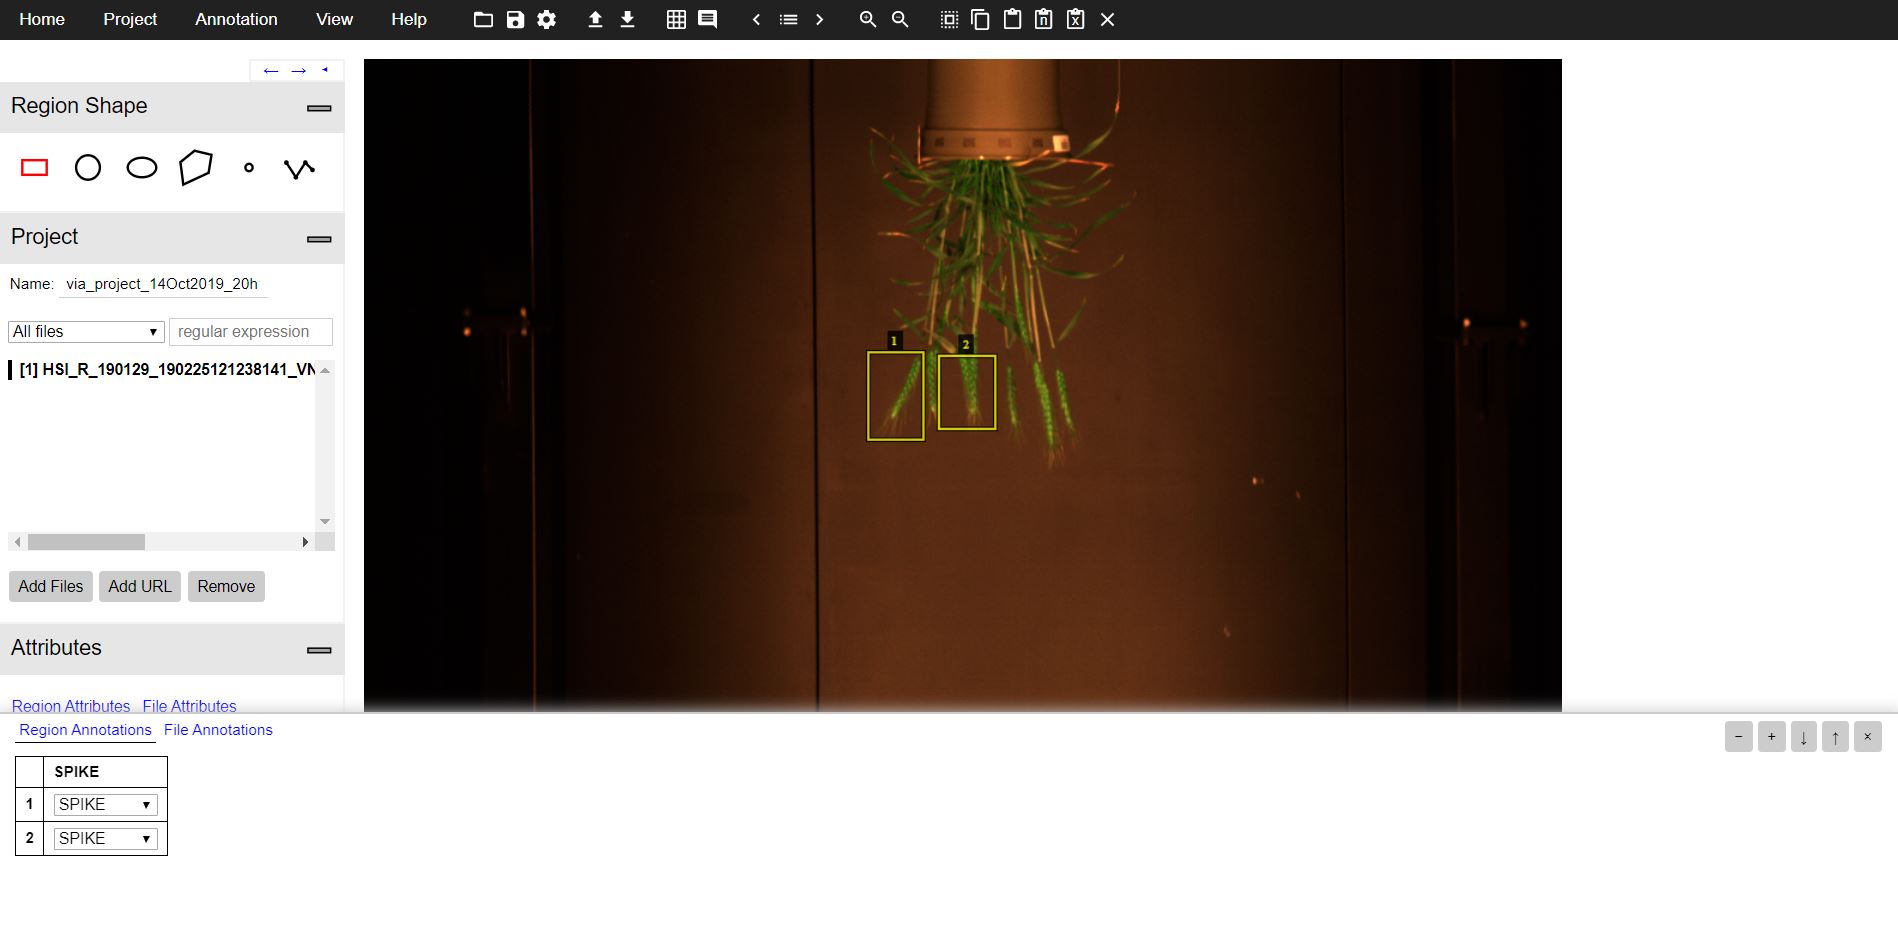 Home Project Annotation View Help
Region Shape
Project
Name: via_project_14Oct2019_20h
All files regular expression
[1] HSI_R_190129_190225121238141_VN
Add Files Add URL Remove
Attributes
Region Attributes File Attributes
1 2
Region Annotations File Annotations
SPIKE
1 SPIKE
2 SPIKE